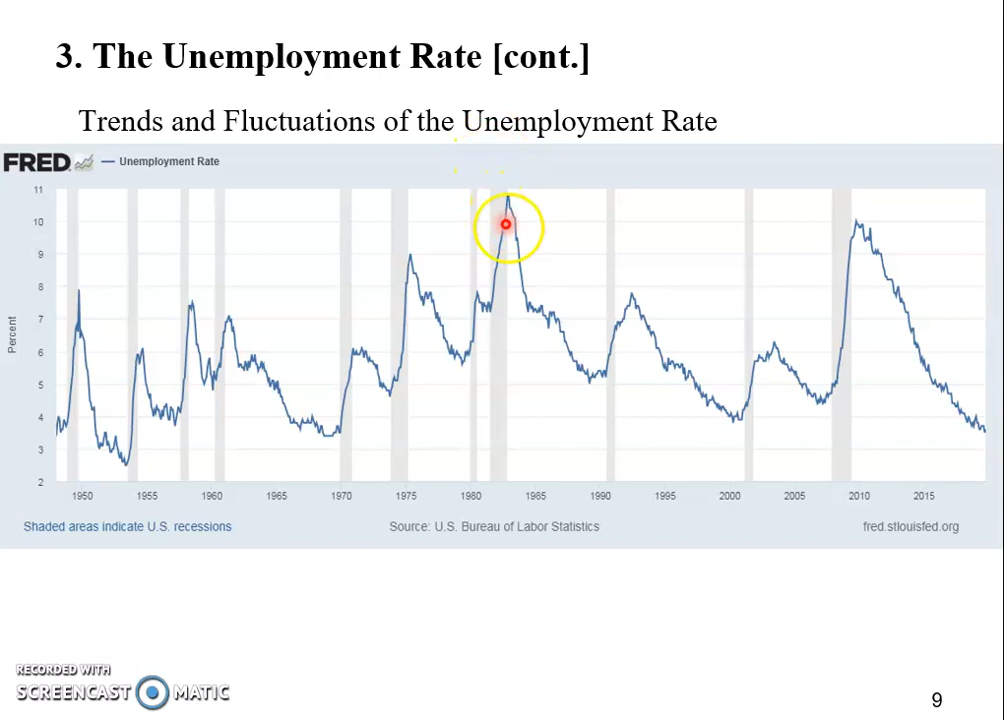 3. The Unemployment Rate [cont.]
Trends and Fluctuations of the Unemployment Rate
FRED — Unemployment Rate
11
10
9
8
7
6
5
4
3
2
Percent
1950 1955 1960 1965 1970 1975 1980 1985 1990 1995 2000 2005 2010 2015
Shaded areas indicate U.S. recessions Source: U.S. Bureau of Labor Statistics fred.stlouisfed.org
RECORDED WITH
SCREENCAST MATIC
9